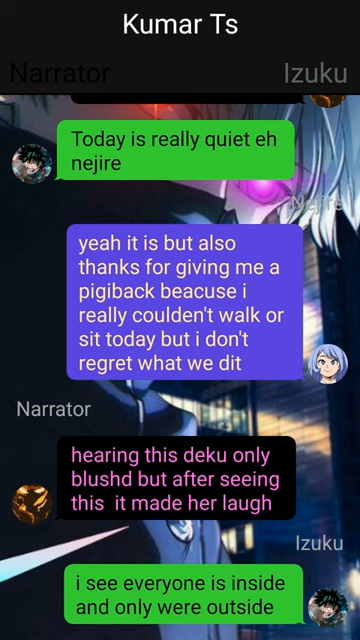 Kumar Ts
Narrator
Izuku
Today is really quiet eh
nejire
Nejire
yeah it is but also
thanks for giving me a
pigiback beacuse i
really coulden't walk or
sit today but i don't
regret what we dit
Narrator
hearing this deku only
blushd but after seeing
this it made her laugh
Izuku
i see everyone is inside
and only were outside